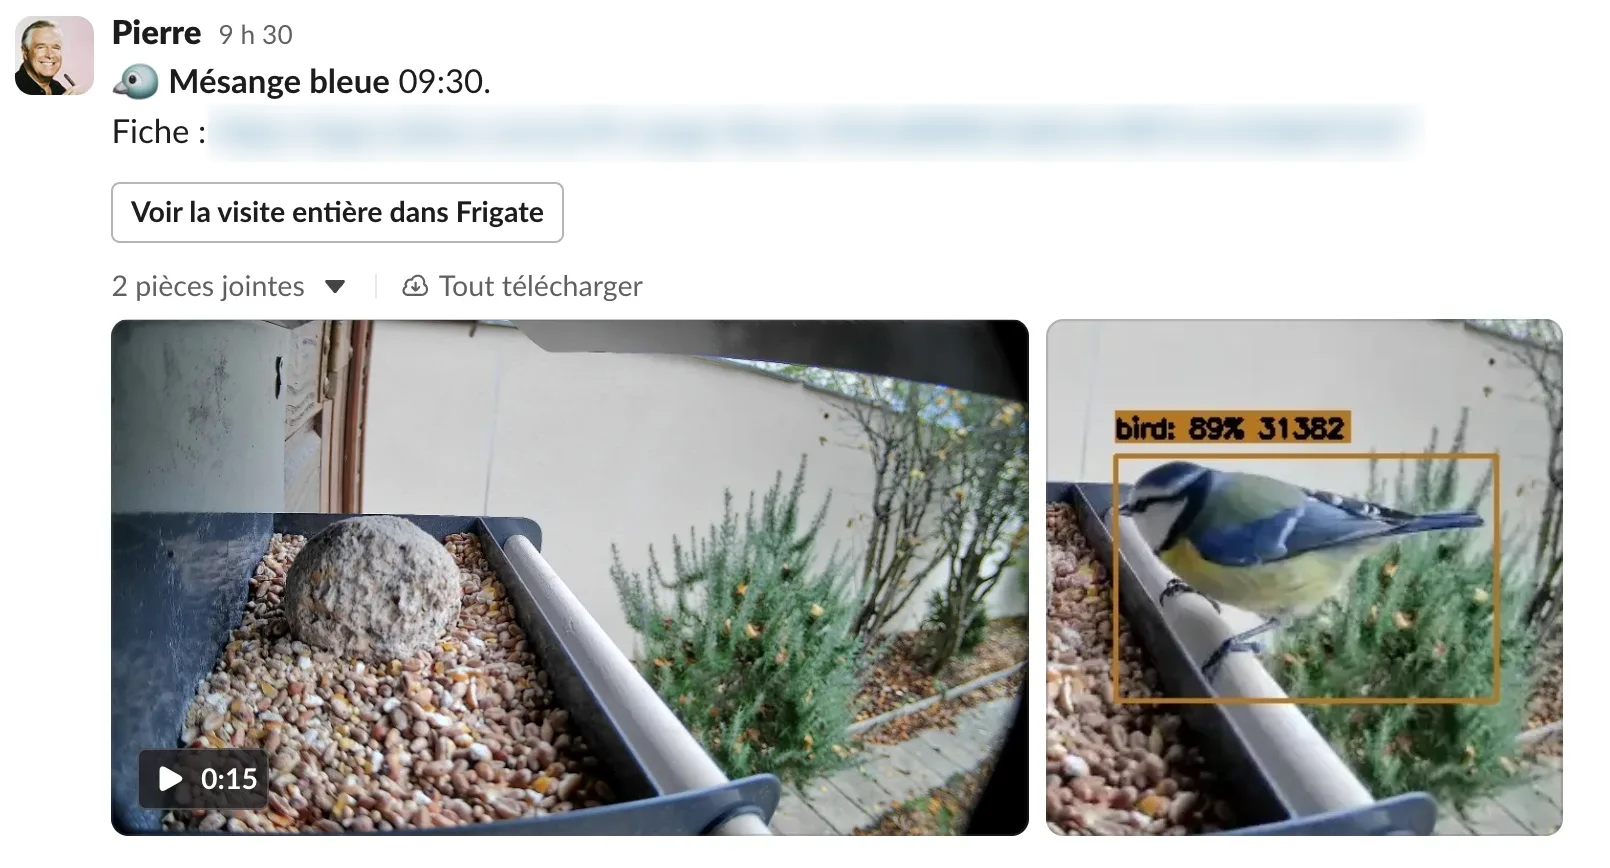 Pierre 9 h 30
Mésange bleue 09:30.
Fiche :
Voir la visite entière dans Frigate
2 pièces jointes
Tout télécharger
bird: 89% 31382
0:15